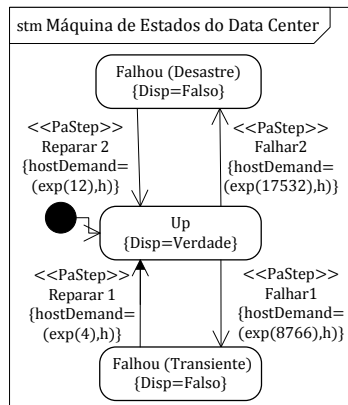 stm Máquina de Estados do Data Center
Falhou (Desastre)
{Disp=Falso}
<<PaStep>>
Reparar 2
{hostDemand=
(exp(12),h)}
<<PaStep>>
Falhar2
{hostDemand=
(exp(17532),h)}
Up
{Disp=Verdade}
<<PaStep>>
Reparar 1
{hostDemand=
(exp(4),h)}
<<PaStep>>
Falhar1
{hostDemand=
(exp(8766),h)}
Falhou (Transiente)
{Disp=Falso}